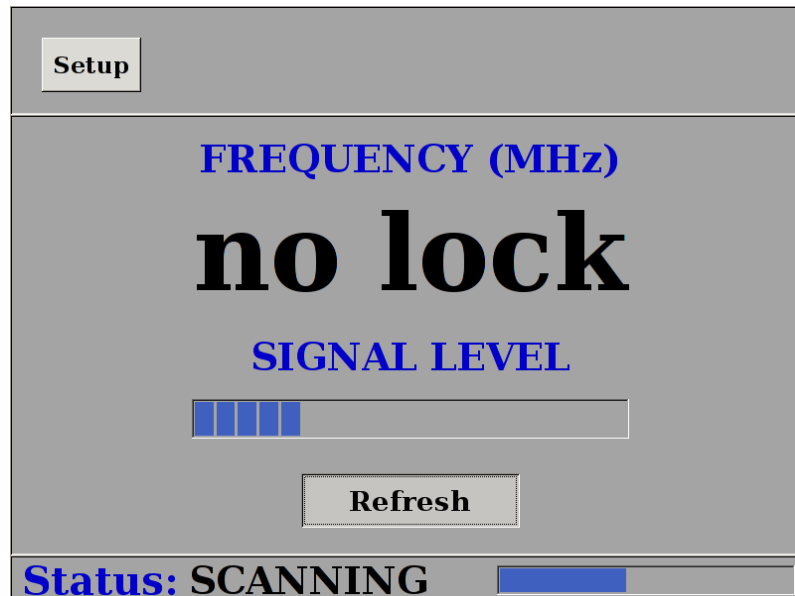 Setup
FREQUENCY (MHz)
no lock
SIGNAL LEVEL
Refresh
Status: SCANNING